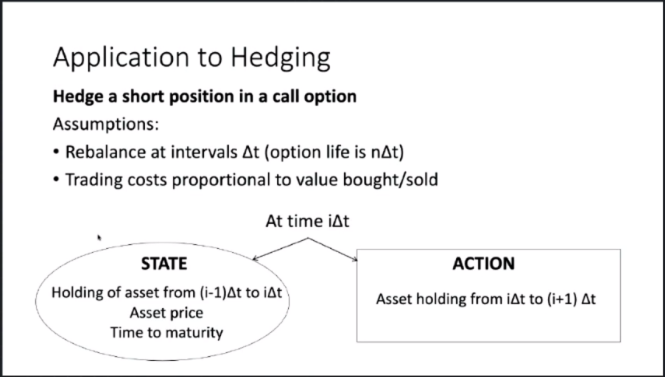 Application to Hedging
Hedge a short position in a call option
Assumptions:
• Rebalance at intervals Δt (option life is nΔt)
• Trading costs proportional to value bought/sold
At time iΔt
STATE
Holding of asset from (i-1)Δt to iΔt
Asset price
Time to maturity
ACTION
Asset holding from iΔt to (i+1) Δt